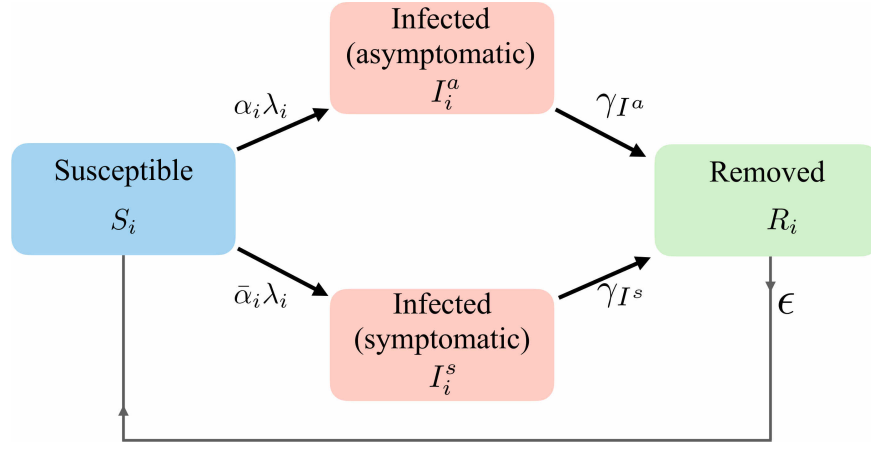 Infected
(asymptomatic)
I_i^a
α_iλ_i
γ_{I^a}
Susceptible
S_i
Removed
R_i
ᾱ_iλ_i
Infected
(symptomatic)
I_i^s
γ_{I^s}
ϵ